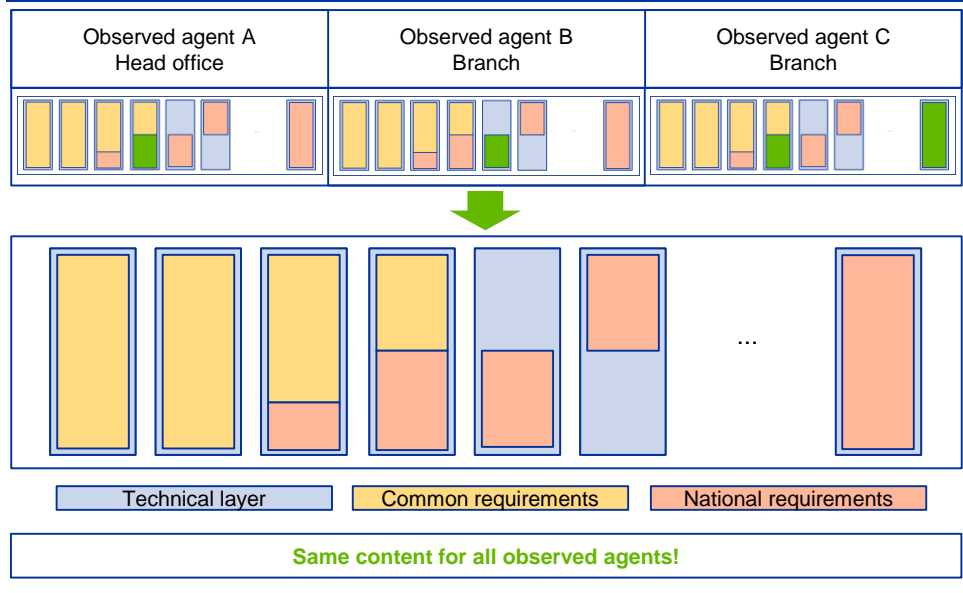 Observed agent A
Head office
Observed agent B
Branch
Observed agent C
Branch
...
Technical layer
Common requirements
National requirements
Same content for all observed agents!